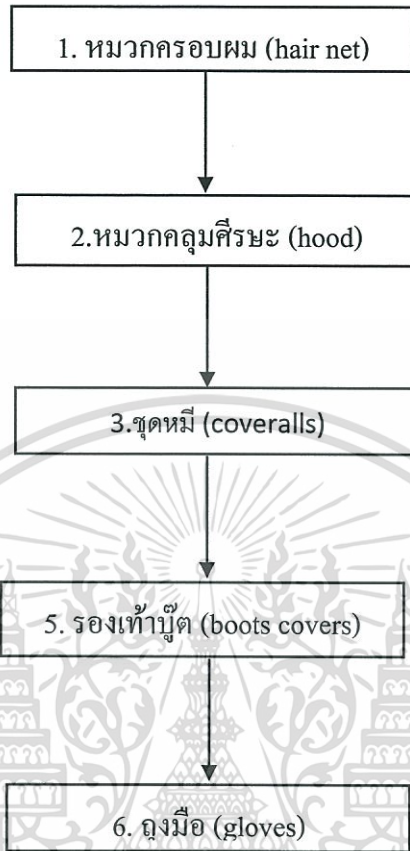 1. หมวกครอบผม (hair net)
2.หมวกคลุมศีรษะ (hood)
3.ชุดหมี (coveralls)
5. รองเท้าบู๊ต (boots covers)
6. ถุงมือ (gloves)